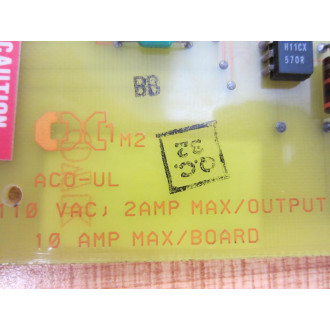 H11CX
570R
CAUTION
BB
M2
ACO UL
110 VAC, 2AMP MAX/OUTPUT
10 AMP MAX/BOARD